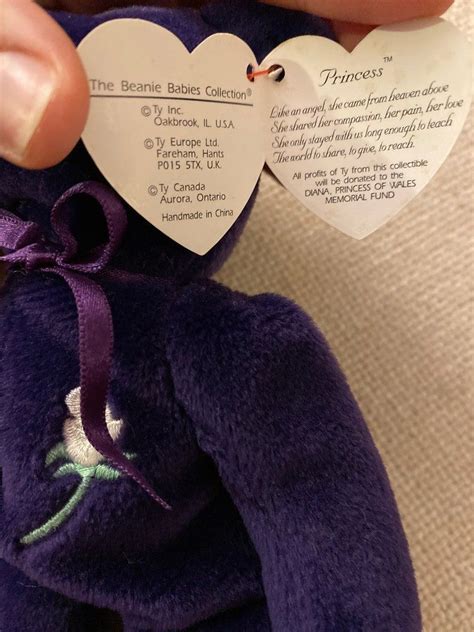 The Beanie Babies Collection®
© Ty Inc.
Oakbrook, IL. U.S.A.
© Ty Europe Ltd.
Fareham, Hants
P015 5TX, U.K.
© Ty Canada
Aurora, Ontario
Handmade in China
Princess™
Like an angel, she came from heaven above
She shared her compassion, her pain, her love
She only stayed with us long enough to teach
The world to share, to give, to reach.
All profits of Ty from this collectible
will be donated to the
DIANA, PRINCESS OF WALES
MEMORIAL FUND